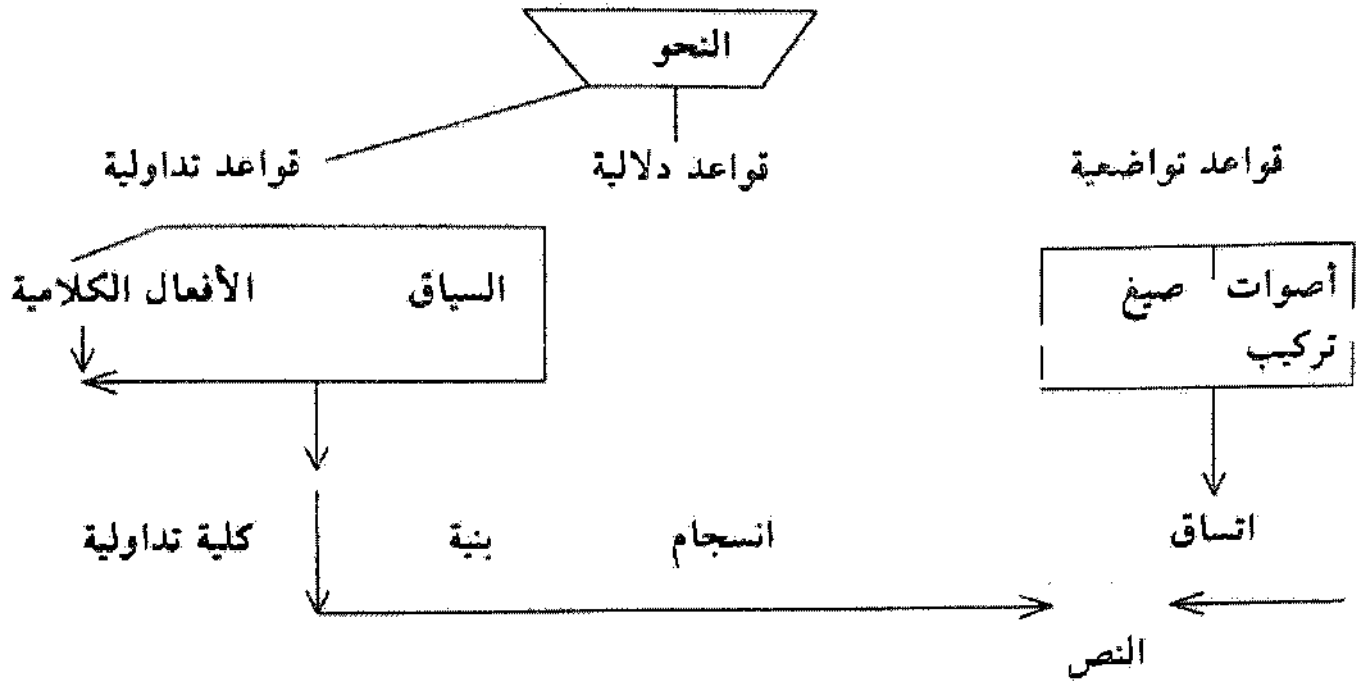 النحو
قواعد تواضعية قواعد دلالية قواعد تداولية
أصوات صيغ السياق الأفعال الكلامية
تركيب
اتساق انسجام بنية كلية تداولية
النص